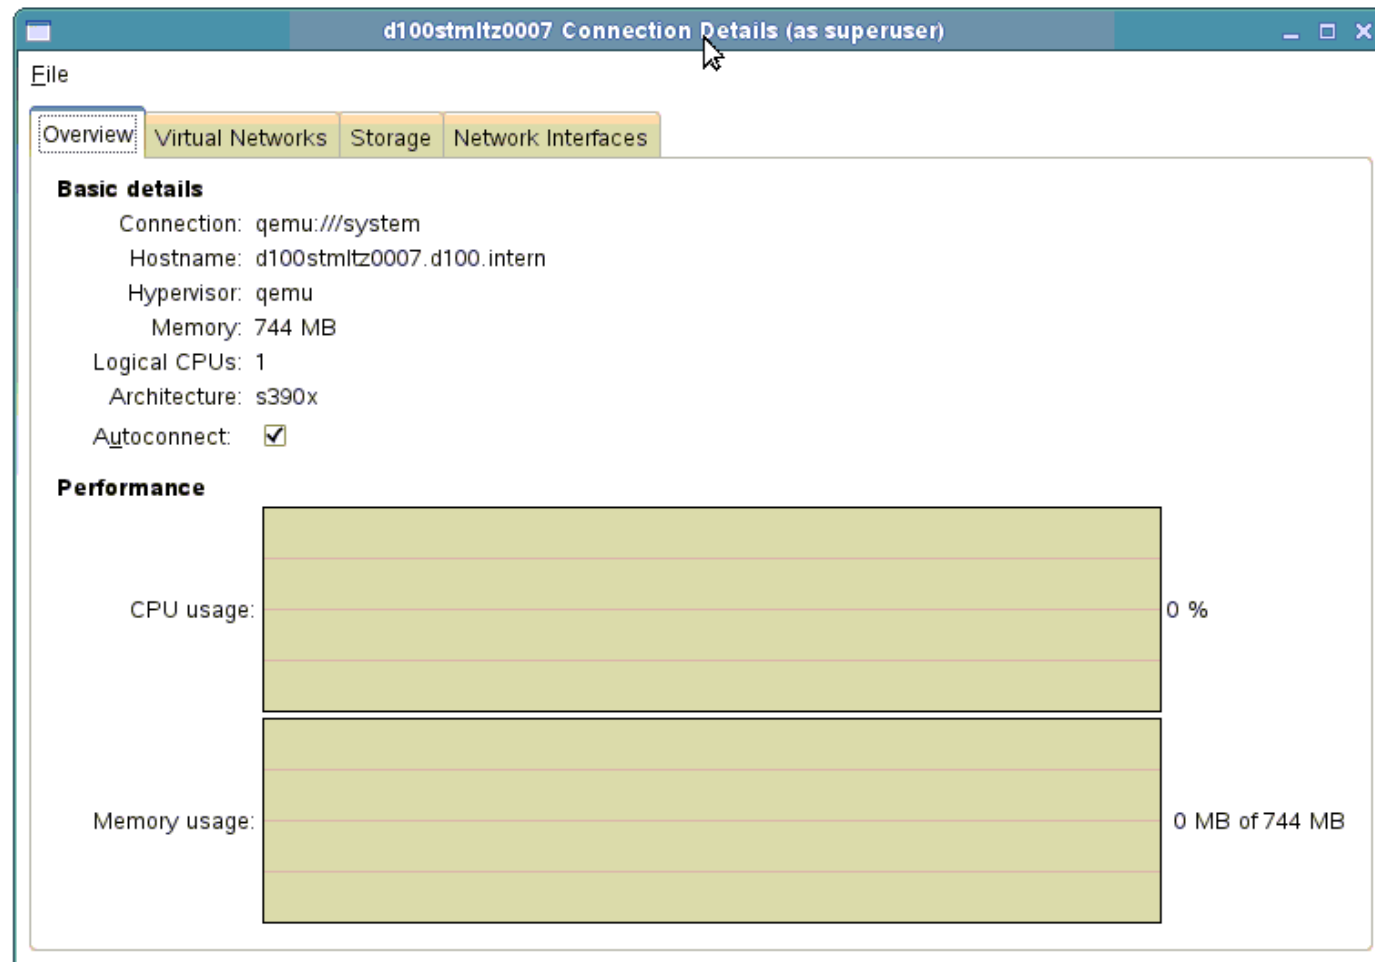 d100stmltz0007 Connection Details (as superuser)
File
Overview Virtual Networks Storage Network Interfaces
Basic details
Connection: qemu:///system
Hostname: d100stmltz0007.d100.intern
Hypervisor: qemu
Memory: 744 MB
Logical CPUs: 1
Architecture: s390x
Autoconnect:
Performance
CPU usage: 0 %
Memory usage: 0 MB of 744 MB